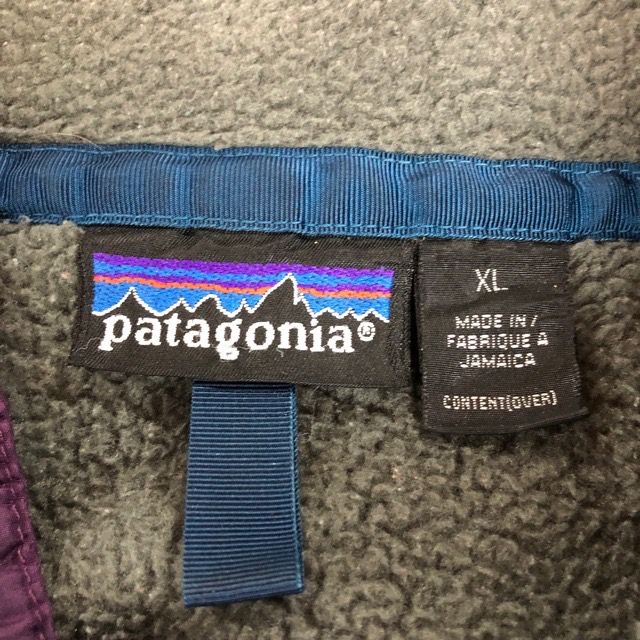 patagonia®
XL
MADE IN/
FABRIQUE A
JAMAICA
CONTENT(OVER)